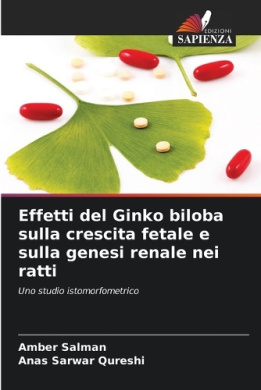 EDIZIONI
SAPIENZA
Effetti del Ginko biloba
sulla crescita fetale e
sulla genesi renale nei
ratti
Uno studio istomorfometrico
Amber Salman
Anas Sarwar Qureshi